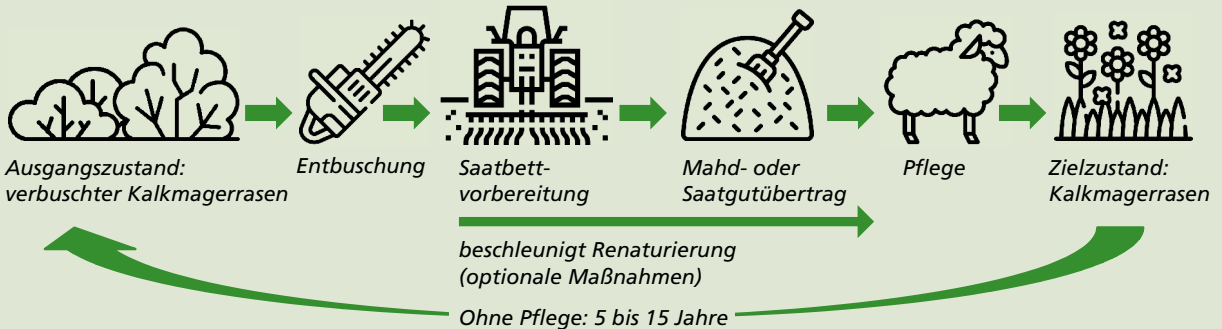 Ausgangszustand:
verbuschter Kalkmagerrasen
Entbuschung
Saatbett-
vorbereitung
Mahd- oder
Saatgutübertrag
Pflege
Zielzustand:
Kalkmagerrasen
beschleunigt Renaturierung
(optionale Maßnahmen)
Ohne Pflege: 5 bis 15 Jahre